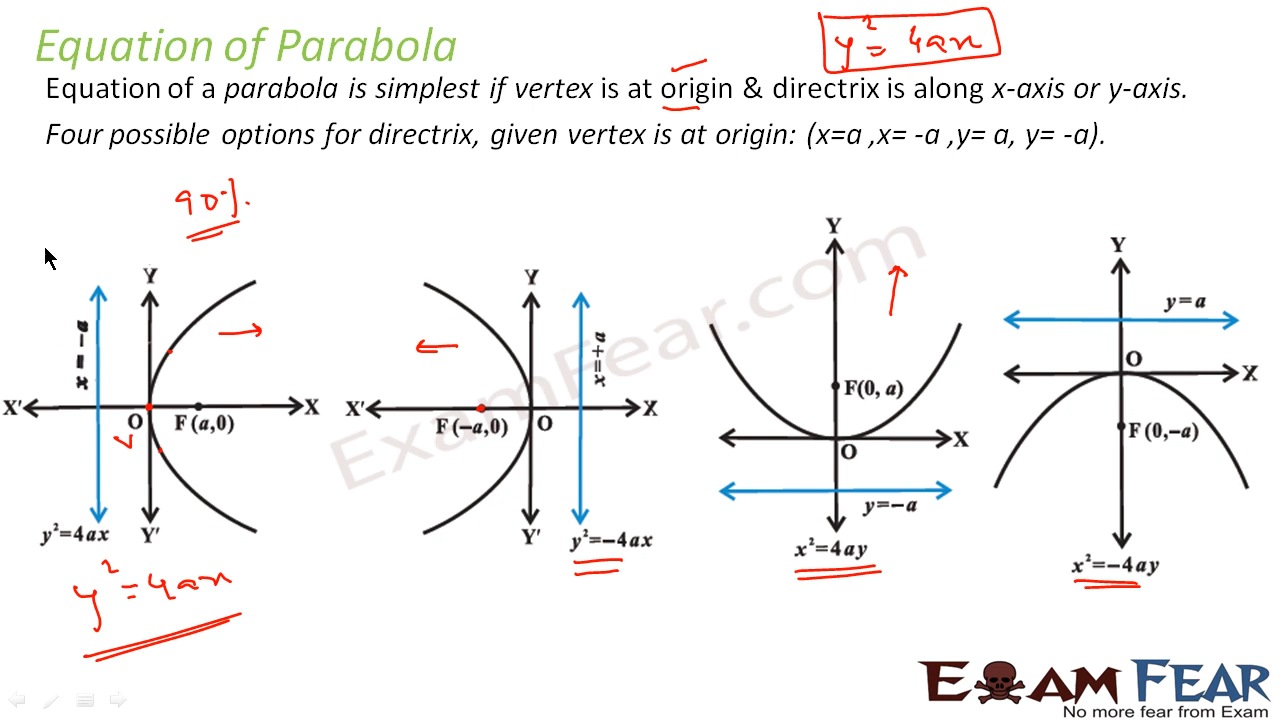 Equation of Parabola
y² = 4ax
Equation of a parabola is simplest if vertex is at origin & directrix is along x-axis or y-axis.
Four possible options for directrix, given vertex is at origin: (x=a ,x= -a ,y= a, y= -a).
90%.
ExamFear.com
Y
x = –a
X'
X
O
F(a,0)
V
y²=4ax
Y'
y² = 4ax
Y
x=+a
X'
X
F(–a,0)
O
Y'
y²=–4ax
Y
F(0, a)
X
O
y=–a
x²=4ay
Y
y=a
O
X
F(0,–a)
x²=–4ay
EXAM FEAR
No more fear from Exam